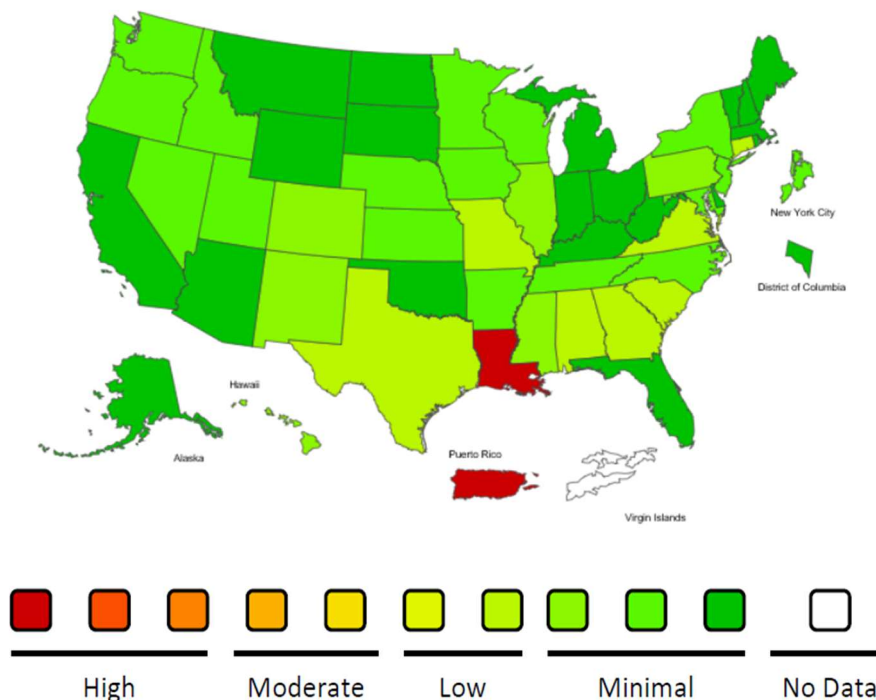 New York City
District of Columbia
Hawaii
Alaska
Puerto Rico
Virgin Islands
High Moderate Low Minimal No Data